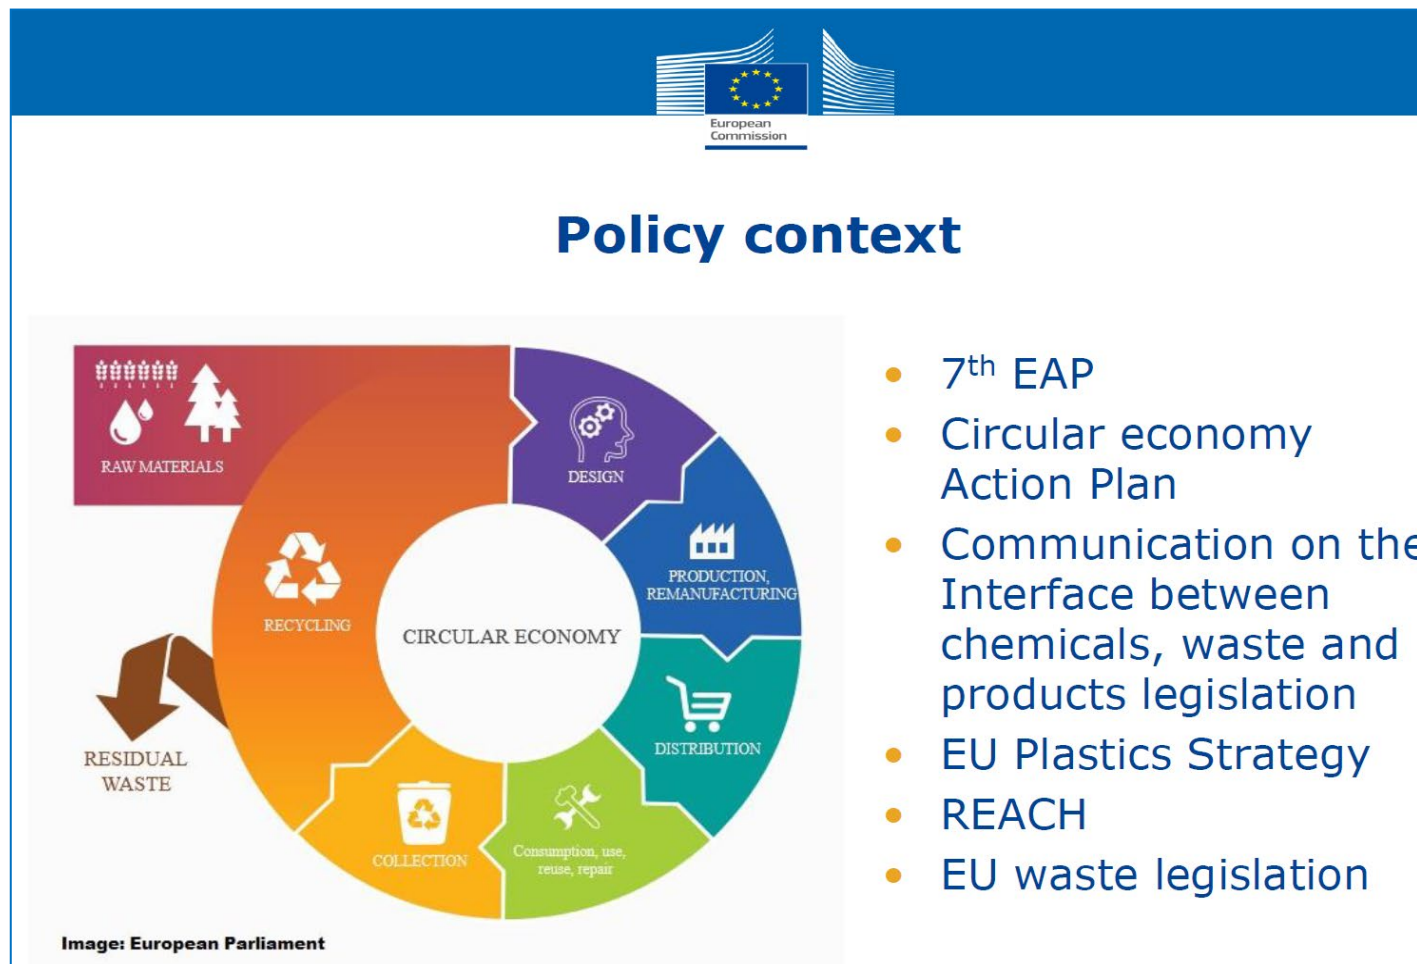 European
Commission
Policy context
RAW MATERIALS
DESIGN
PRODUCTION,
REMANUFACTURING
RECYCLING
CIRCULAR ECONOMY
DISTRIBUTION
RESIDUAL
WASTE
Consumption, use,
reuse, repair
COLLECTION
Image: European Parliament
• 7th EAP
• Circular economy
Action Plan
• Communication on the
Interface between
chemicals, waste and
products legislation
• EU Plastics Strategy
• REACH
• EU waste legislation